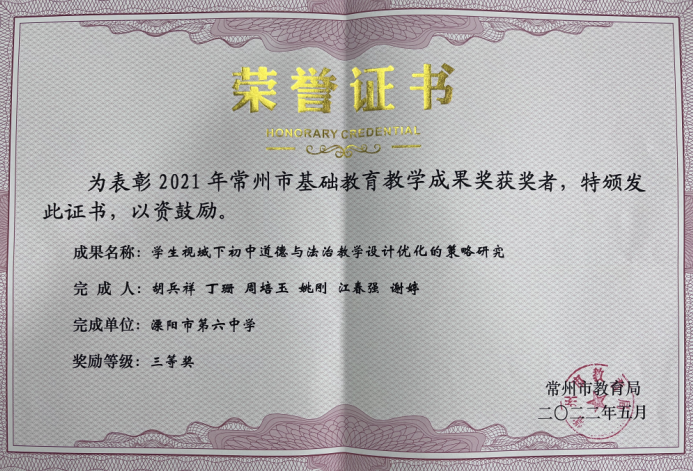 荣誉证书
HONORARY CREDENTIAL
为表彰2021年常州市基础教育教学成果奖获奖者，特颁发
此证书，以资鼓励。
成果名称：学生视域下初中道德与法治教学设计优化的策略研究
完成人：胡兵祥 丁珊 周培玉 姚刚 江春强 谢婷
完成单位：溧阳市第六中学
奖励等级：三等奖
常州市教育局
二〇二二年五月